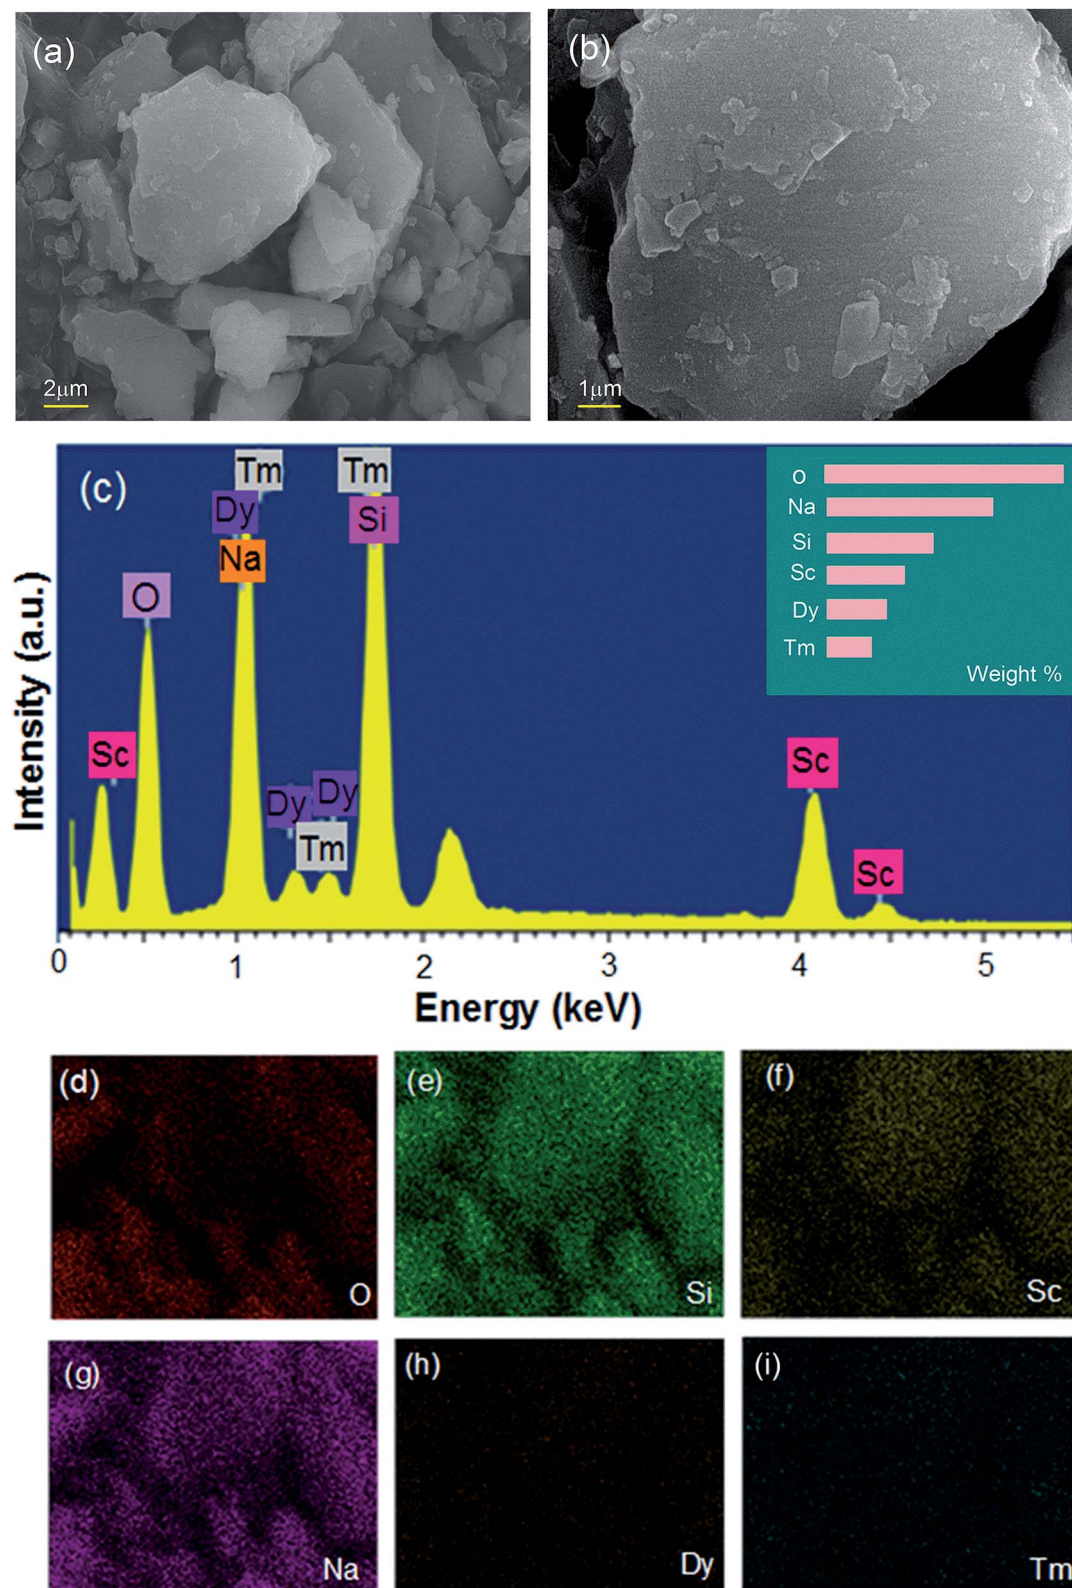 (a)
2μm
(b)
1μm
(c)
Intensity (a.u.)
Sc
O
Tm
Dy
Na
Dy
Dy
Tm
Tm
Si
Sc
Sc
O
Na
Si
Sc
Dy
Tm
Weight %
0
1
2
3
4
5
Energy (keV)
(d)
O
(e)
Si
(f)
Sc
(g)
Na
(h)
Dy
(i)
Tm